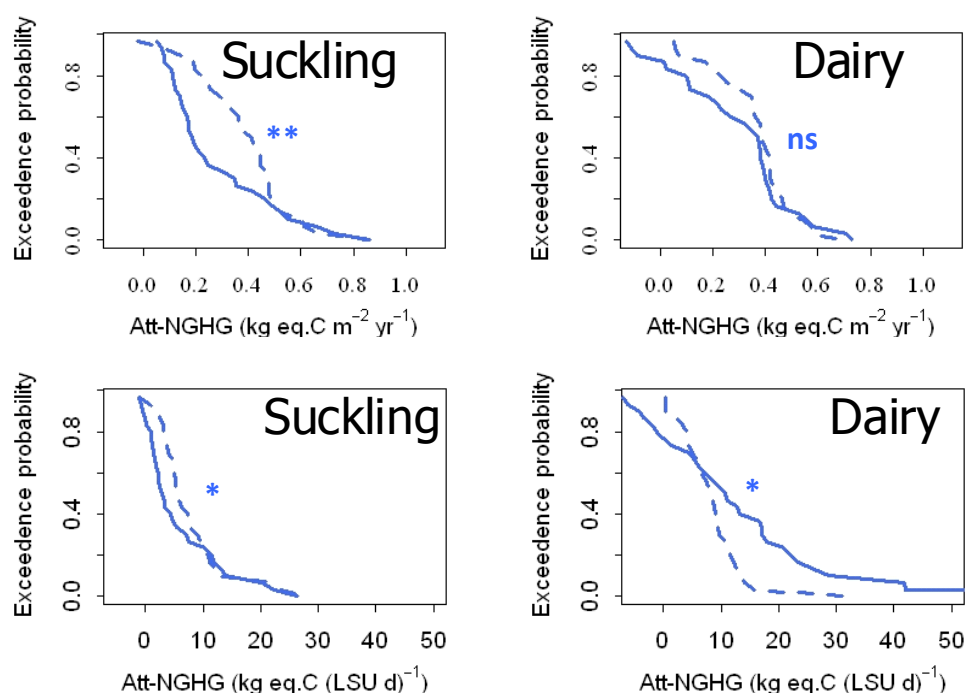 Suckling
Exceedence probability
0.8
0.4
0.0
**
0.0 0.2 0.4 0.6 0.8 1.0
Att-NGHG (kg eq.C m⁻² yr⁻¹)
Dairy
Exceedence probability
0.8
0.4
0.0
ns
0.0 0.2 0.4 0.6 0.8 1.0
Att-NGHG (kg eq.C m⁻² yr⁻¹)
Suckling
Exceedence probability
0.8
0.4
0.0
*
0 10 20 30 40 50
Att-NGHG (kg eq.C (LSU d)⁻¹
Dairy
Exceedence probability
0.8
0.4
0.0
*
0 10 20 30 40 50
Att-NGHG (kg eq.C (LSU d)⁻¹